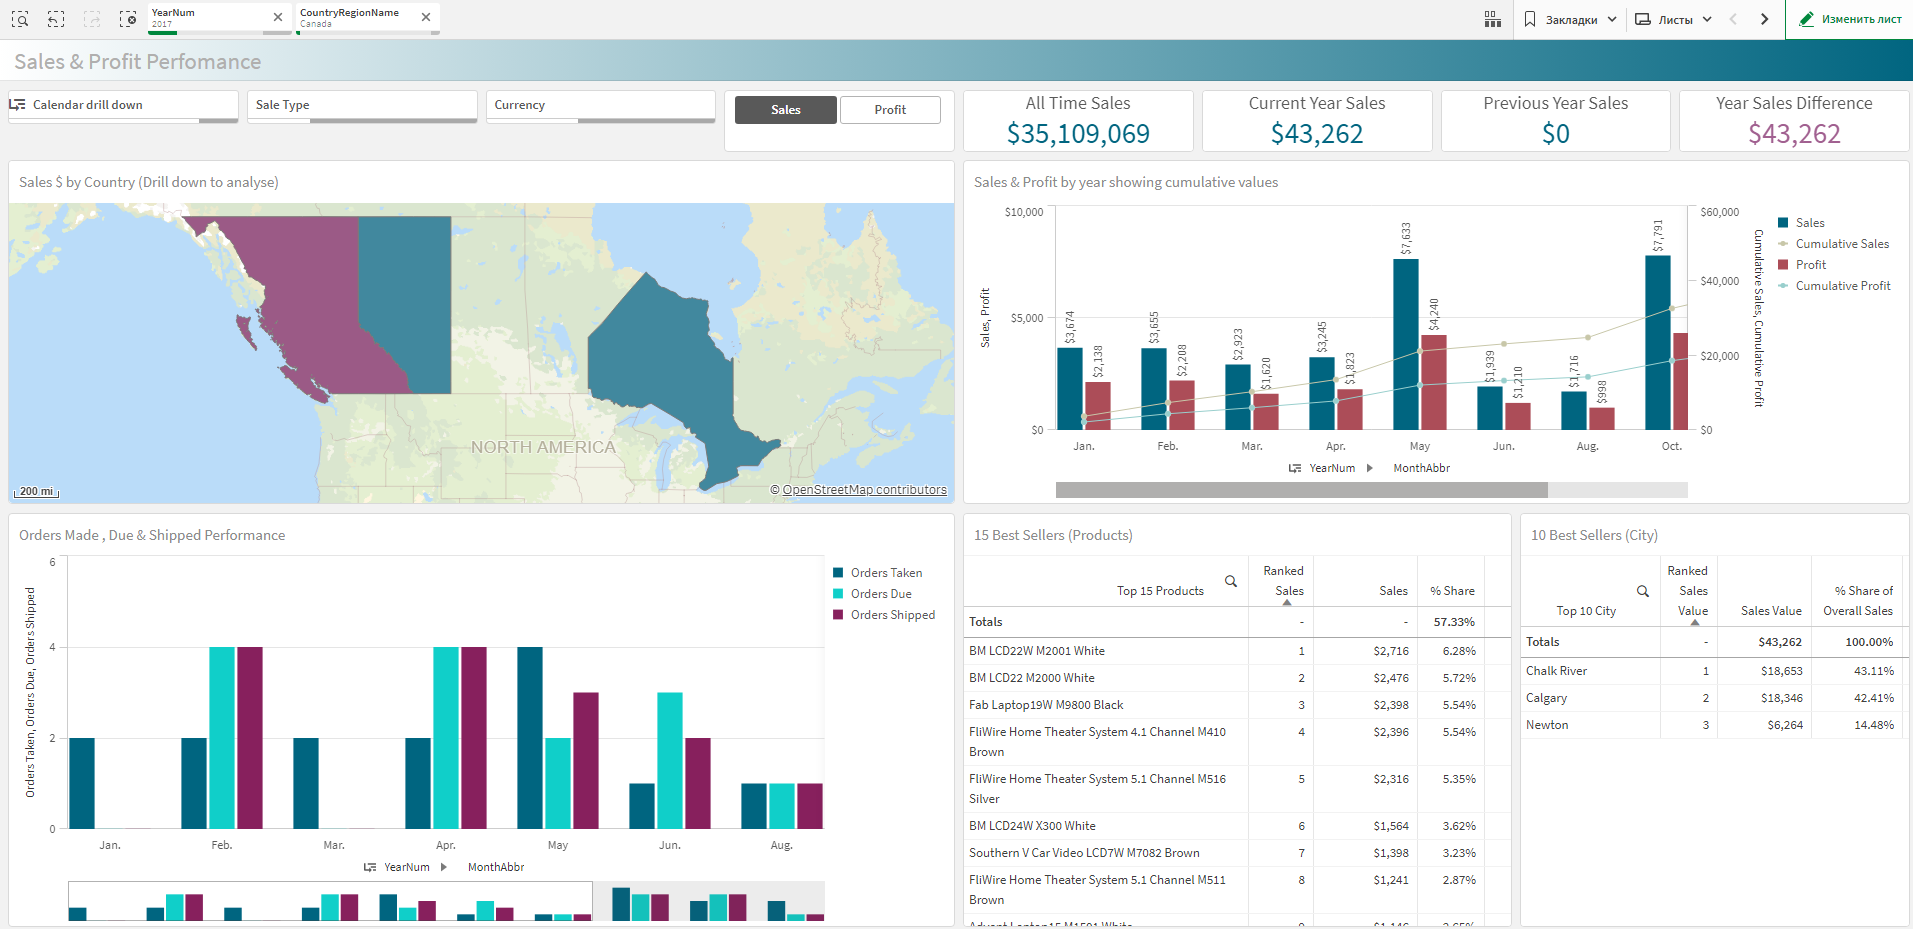 YearNum
2017
CountryRegionName
Canada
Закладки
Листы
Изменить лист
Sales & Profit Perfomance
Calendar drill down
Sale Type
Currency
Sales
Profit
All Time Sales
$35,109,069
Current Year Sales
$43,262
Previous Year Sales
$0
Year Sales Difference
$43,262
Sales $ by Country (Drill down to analyse)
NORTH AMERICA
200 mi
© OpenStreetMap contributors
Sales & Profit by year showing cumulative values
Sales, Profit
$10,000
$5,000
$0
$3,674
$2,138
$3,655
$2,208
$2,923
$1,620
$3,245
$1,823
$7,633
$4,240
$1,939
$1,210
$1,716
$998
$7,791
Jan.
Feb.
Mar.
Apr.
May
Jun.
Aug.
Oct.
$60,000
$40,000
$20,000
$0
Cumulative Sales, Cumulative Profit
YearNum
MonthAbbr
Sales
Cumulative Sales
Profit
Cumulative Profit
Orders Made , Due & Shipped Performance
Orders Taken, Orders Due, Orders Shipped
6
4
2
0
Jan.
Feb.
Mar.
Apr.
May
Jun.
Aug.
YearNum
MonthAbbr
Orders Taken
Orders Due
Orders Shipped
15 Best Sellers (Products)
Top 15 Products
Ranked
Sales
Sales
% Share
Totals - - 57.33%
BM LCD22W M2001 White 1 $2,716 6.28%
BM LCD22 M2000 White 2 $2,476 5.72%
Fab Laptop19W M9800 Black 3 $2,398 5.54%
FliWire Home Theater System 4.1 Channel M410 4 $2,396 5.54%
Brown
FliWire Home Theater System 5.1 Channel M516 5 $2,316 5.35%
Silver
BM LCD24W X300 White 6 $1,564 3.62%
Southern V Car Video LCD7W M7082 Brown 7 $1,398 3.23%
FliWire Home Theater System 5.1 Channel M511 8 $1,241 2.87%
Brown
10 Best Sellers (City)
Top 10 City
Ranked
Sales
Value
Sales Value
% Share of
Overall Sales
Totals - $43,262 100.00%
Chalk River 1 $18,653 43.11%
Calgary 2 $18,346 42.41%
Newton 3 $6,264 14.48%